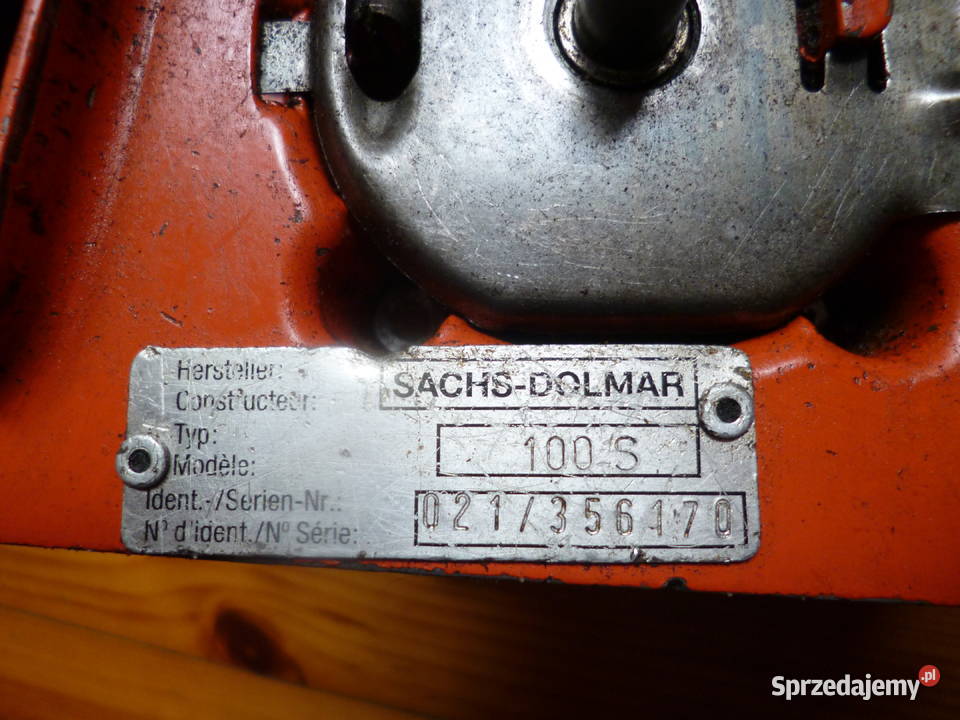 Hersteller:
Constructeur:
SACHS-DOLMAR
Typ:
Modèle:
100 S
Ident.-/Serien-Nr.:
N° d'Ident./N° Série:
021/356170
Sprzedajemy.pl